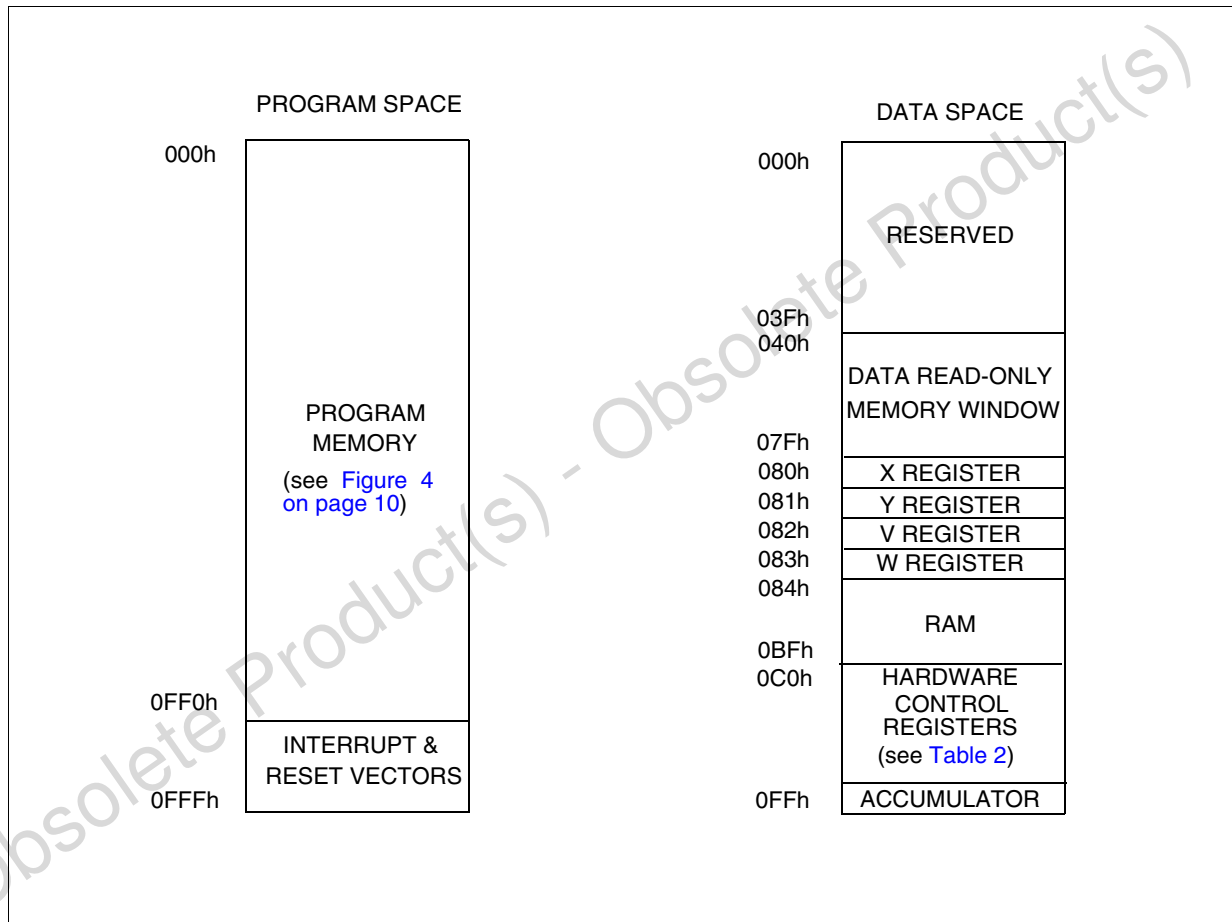 PROGRAM SPACE
000h
PROGRAM
MEMORY
(see Figure 4
on page 10)
0FF0h
INTERRUPT &
RESET VECTORS
0FFFh
DATA SPACE
000h
RESERVED
03Fh
040h
DATA READ-ONLY
MEMORY WINDOW
07Fh
080h X REGISTER
081h Y REGISTER
082h V REGISTER
083h W REGISTER
084h
RAM
0BFh
0C0h HARDWARE
CONTROL
REGISTERS
(see Table 2)
0FFh ACCUMULATOR
Obsolete Product(s) - Obsolete Product(s)